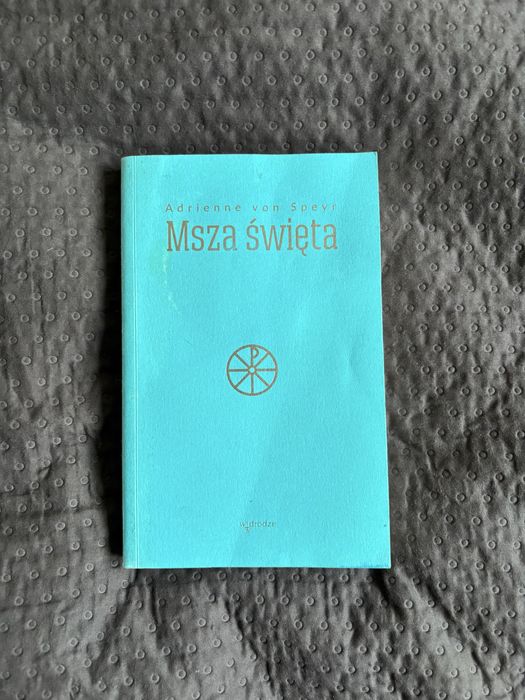 Adrienne von Speyr
Msza święta
w drodze